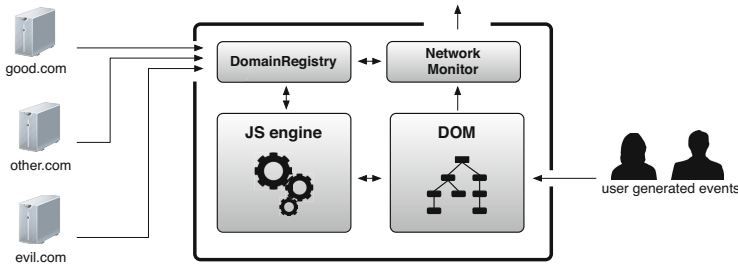 good.com
other.com
evil.com
DomainRegistry
Network
Monitor
JS engine
DOM
user generated events